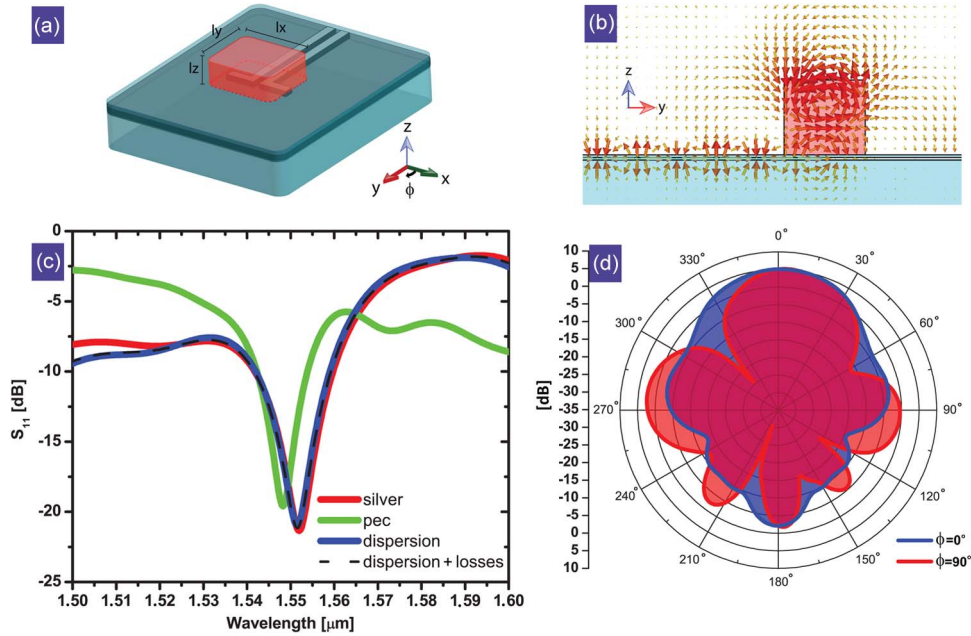 (a)
ly
lx
lz
z
y
x
ϕ
(b)
z
y
(c)
0
-5
-10
-15
-20
-25
S11 [dB]
1.50 1.51 1.52 1.53 1.54 1.55 1.56 1.57 1.58 1.59 1.60
Wavelength [μm]
silver
pec
dispersion
dispersion + losses
(d)
10
5
0
-5
-10
-15
-20
-25
-30
-35
-30
-25
-20
-15
-10
-5
0
5
10
[dB]
0°
30°
60°
90°
120°
150°
180°
210°
240°
270°
300°
330°
ϕ=0°
ϕ=90°